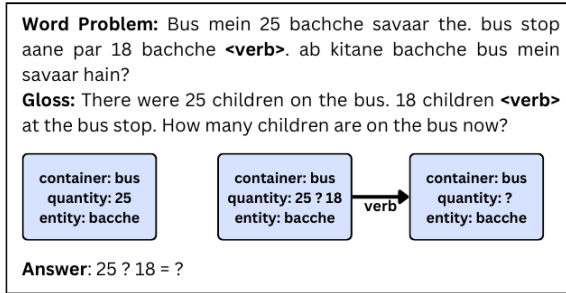 Word Problem: Bus mein 25 bachche savaar the. bus stop
aane par 18 bachche <verb>. ab kitane bachche bus mein
savaar hain?
Gloss: There were 25 children on the bus. 18 children <verb>
at the bus stop. How many children are on the bus now?
container: bus
quantity: 25
entity: bacche
container: bus
quantity: 25 ? 18
entity: bacche
verb
container: bus
quantity: ?
entity: bacche
Answer: 25 ? 18 = ?